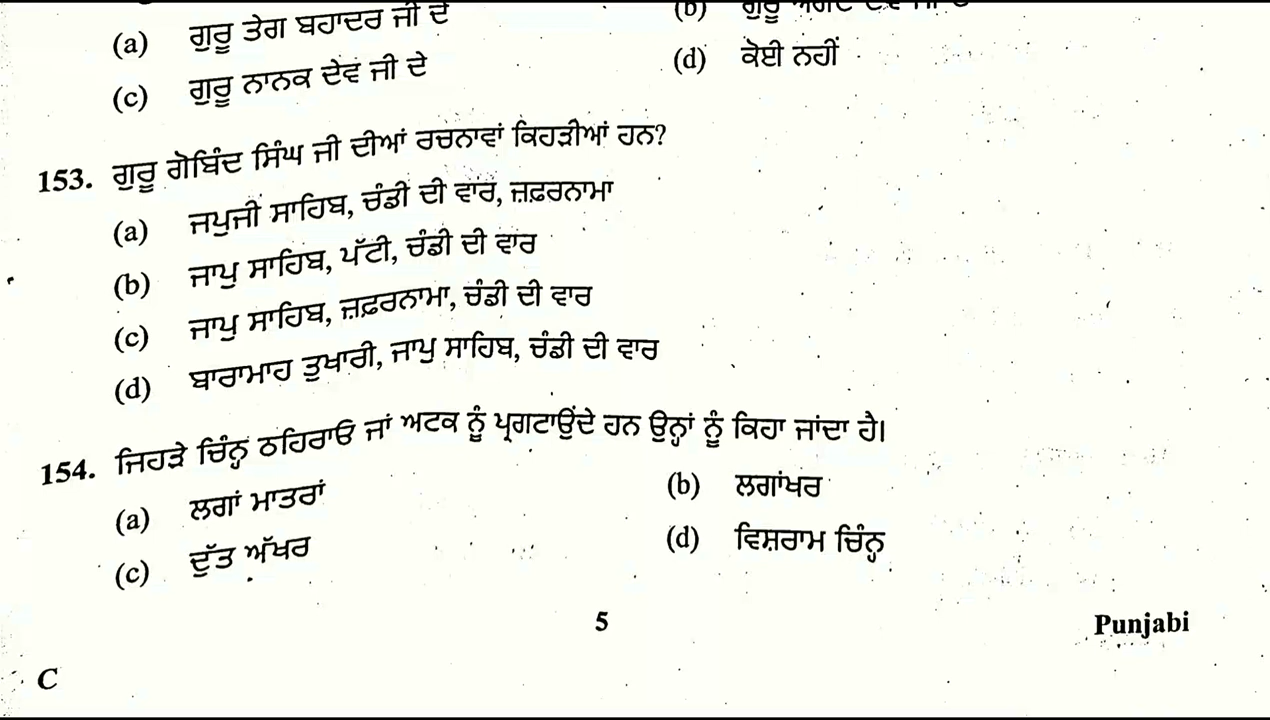 (a) ਗੁਰੂ ਤੇਗ ਬਹਾਦਰ ਜੀ ਦੇ
(b) ਗੁਰੂ
(c) ਗੁਰੂ ਨਾਨਕ ਦੇਵ ਜੀ ਦੇ
(d) ਕੋਈ ਨਹੀਂ
153. ਗੁਰੂ ਗੋਬਿੰਦ ਸਿੰਘ ਜੀ ਦੀਆਂ ਰਚਨਾਵਾਂ ਕਿਹੜੀਆਂ ਹਨ?
(a) ਜਪੁਜੀ ਸਾਹਿਬ, ਚੰਡੀ ਦੀ ਵਾਰ, ਜ਼ਫ਼ਰਨਾਮਾ
(b) ਜਾਪੁ ਸਾਹਿਬ, ਪੱਟੀ, ਚੰਡੀ ਦੀ ਵਾਰ
(c) ਜਾਪੁ ਸਾਹਿਬ, ਜ਼ਫ਼ਰਨਾਮਾ, ਚੰਡੀ ਦੀ ਵਾਰ
(d) ਬਾਰਾਮਾਹ ਤੁਖਾਰੀ, ਜਾਪੁ ਸਾਹਿਬ, ਚੰਡੀ ਦੀ ਵਾਰ
154. ਜਿਹੜੇ ਚਿੰਨ੍ਹ ਠਹਿਰਾਓ ਜਾਂ ਅਟਕ ਨੂੰ ਪ੍ਰਗਟਾਉਂਦੇ ਹਨ ਉਨ੍ਹਾਂ ਨੂੰ ਕਿਹਾ ਜਾਂਦਾ ਹੈ।
(a) ਲਗਾਂ ਮਾਤਰਾਂ
(b) ਲਗਾਂਖਰ
(c) ਦੁੱਤ ਅੱਖਰ
(d) ਵਿਸ਼ਰਾਮ ਚਿੰਨ੍ਹ
5
Punjabi
C